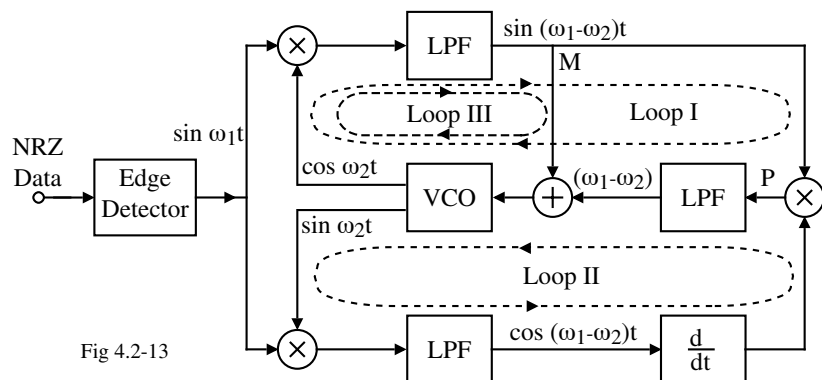 sin (ω₁-ω₂)t
LPF
M
Loop III
Loop I
sin ω₁t
NRZ
Data
Edge
Detector
cos ω₂t
VCO
+
(ω₁-ω₂)
LPF
P
×
×
sin ω₂t
Loop II
Fig 4.2-13
×
LPF
cos (ω₁-ω₂)t
d
dt